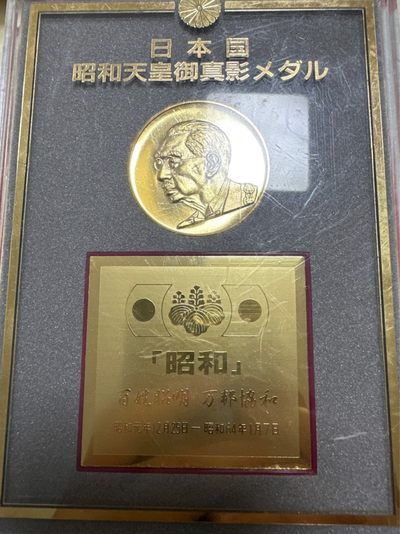 日本国
昭和天皇御真影メダル
「昭和」
百姓昭明 万邦協和
昭和元年12月25日―昭和64年1月7日